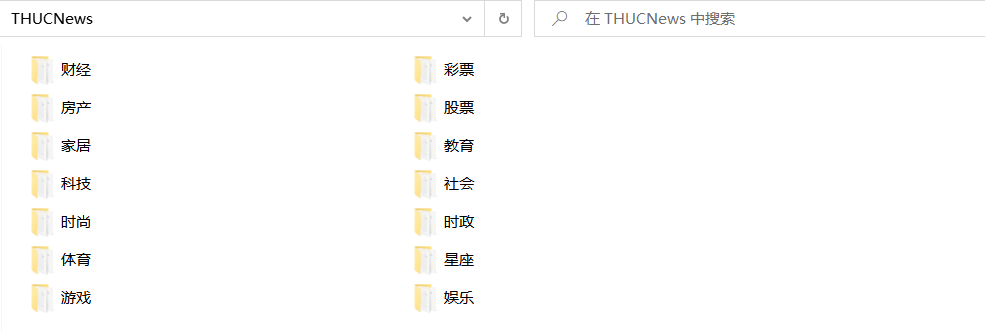 THUCNews 在 THUCNews 中搜索
财经 彩票
房产 股票
家居 教育
科技 社会
时尚 时政
体育 星座
游戏 娱乐